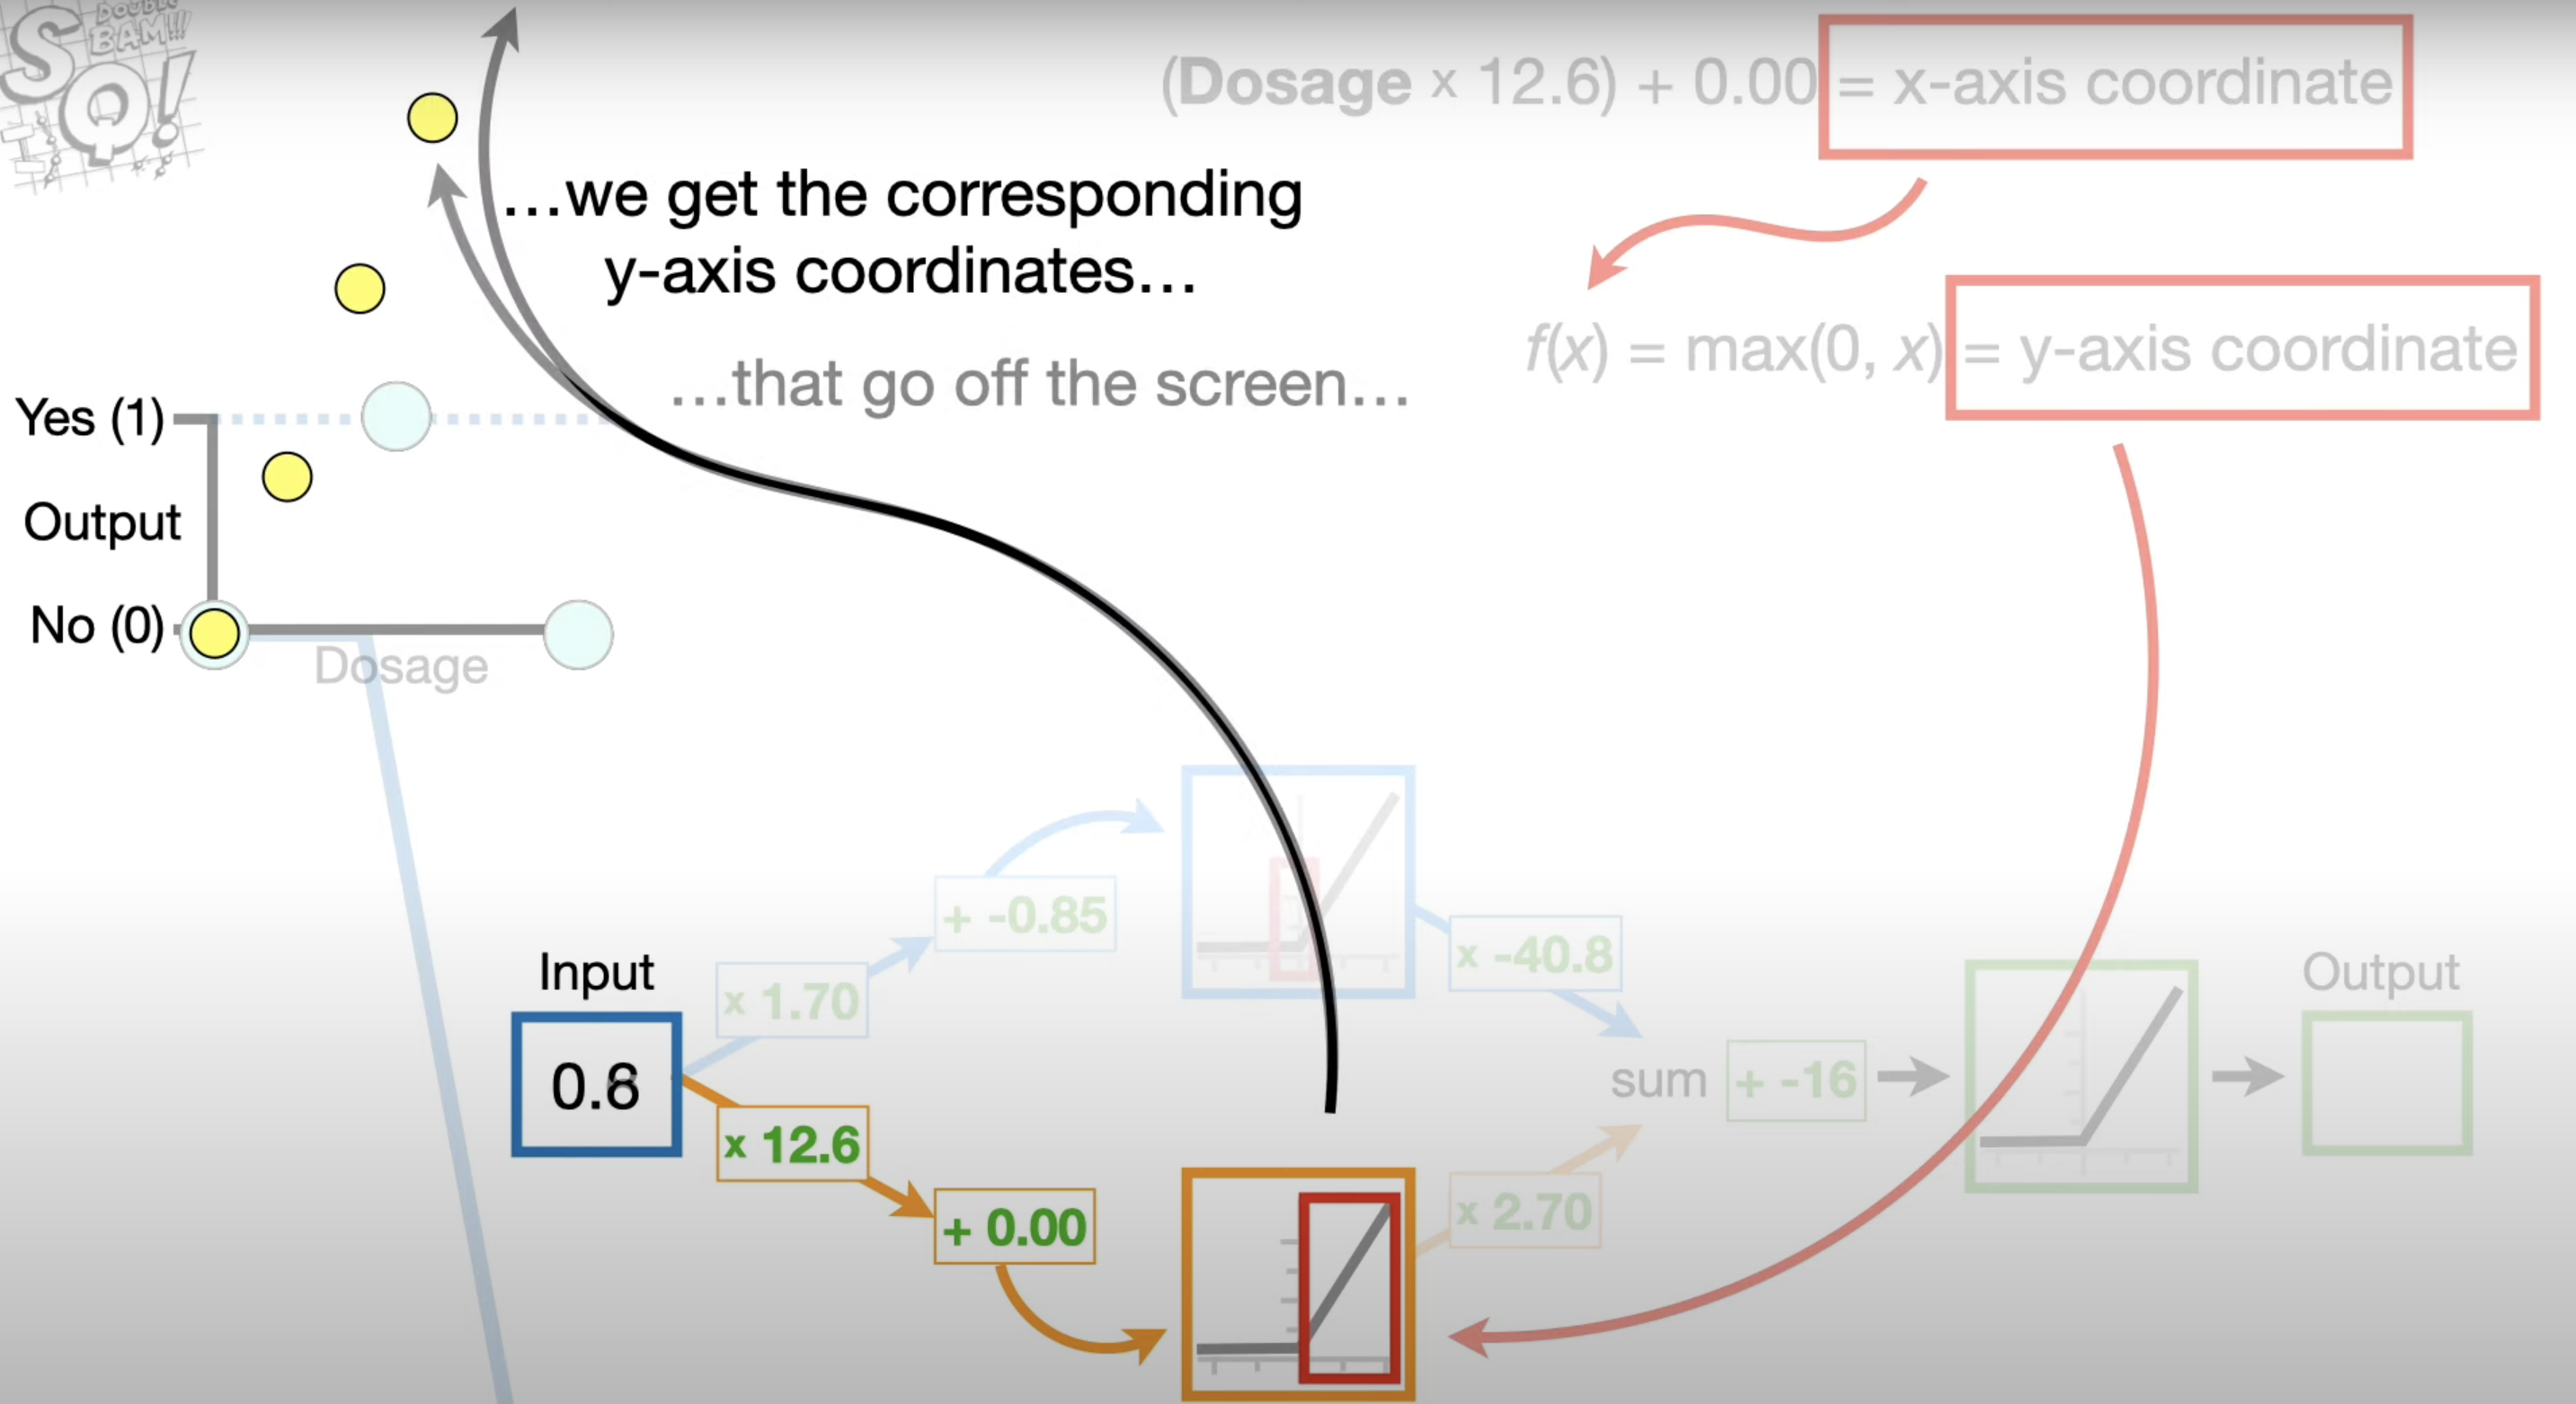 DOUBLE
BAM!!!
SQ!
(Dosage x 12.6) + 0.00 = x-axis coordinate
...we get the corresponding
y-axis coordinates...
...that go off the screen...
f(x) = max(0, x) = y-axis coordinate
Yes (1)
Output
No (0)
Dosage
+ -0.85
x -40.8
Input
x 1.70
Output
0.8
sum
+ -16
x 12.6
+ 0.00
x 2.70